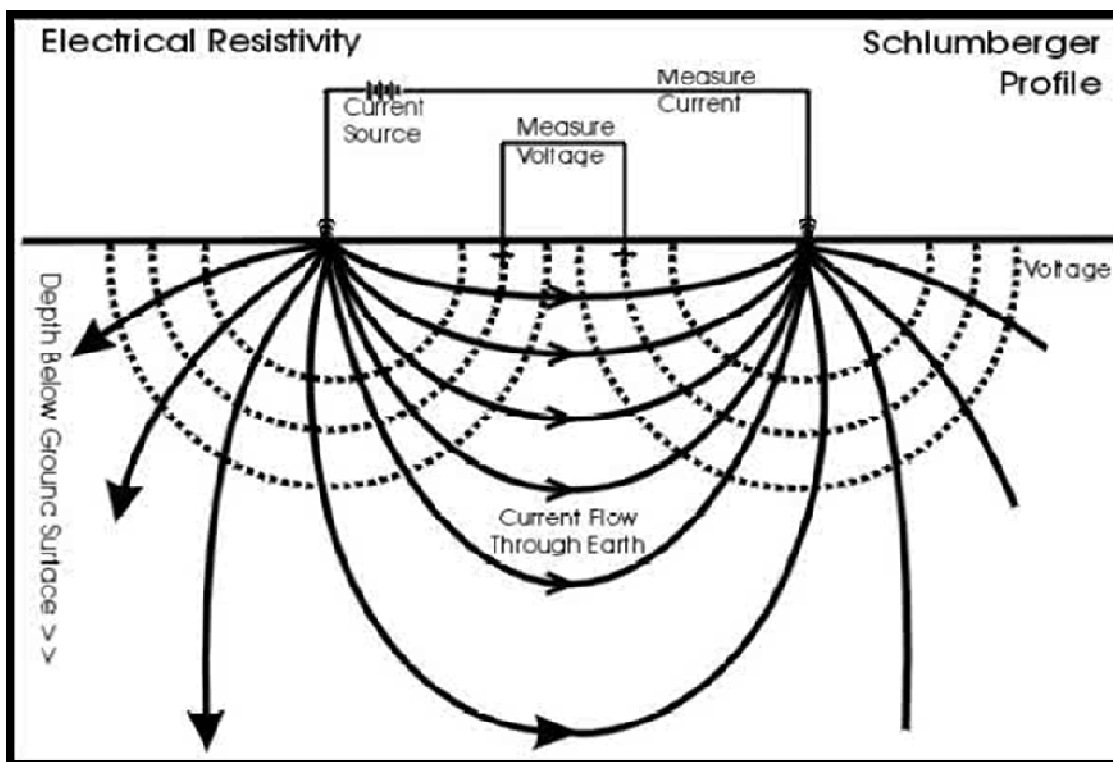 Electrical Resistivity
Schlumberger
Profile
Measure
Current
Current
Source
Measure
Voltage
Voltage
Depth Below Ground Surface > >
Current Flow
Through Earth